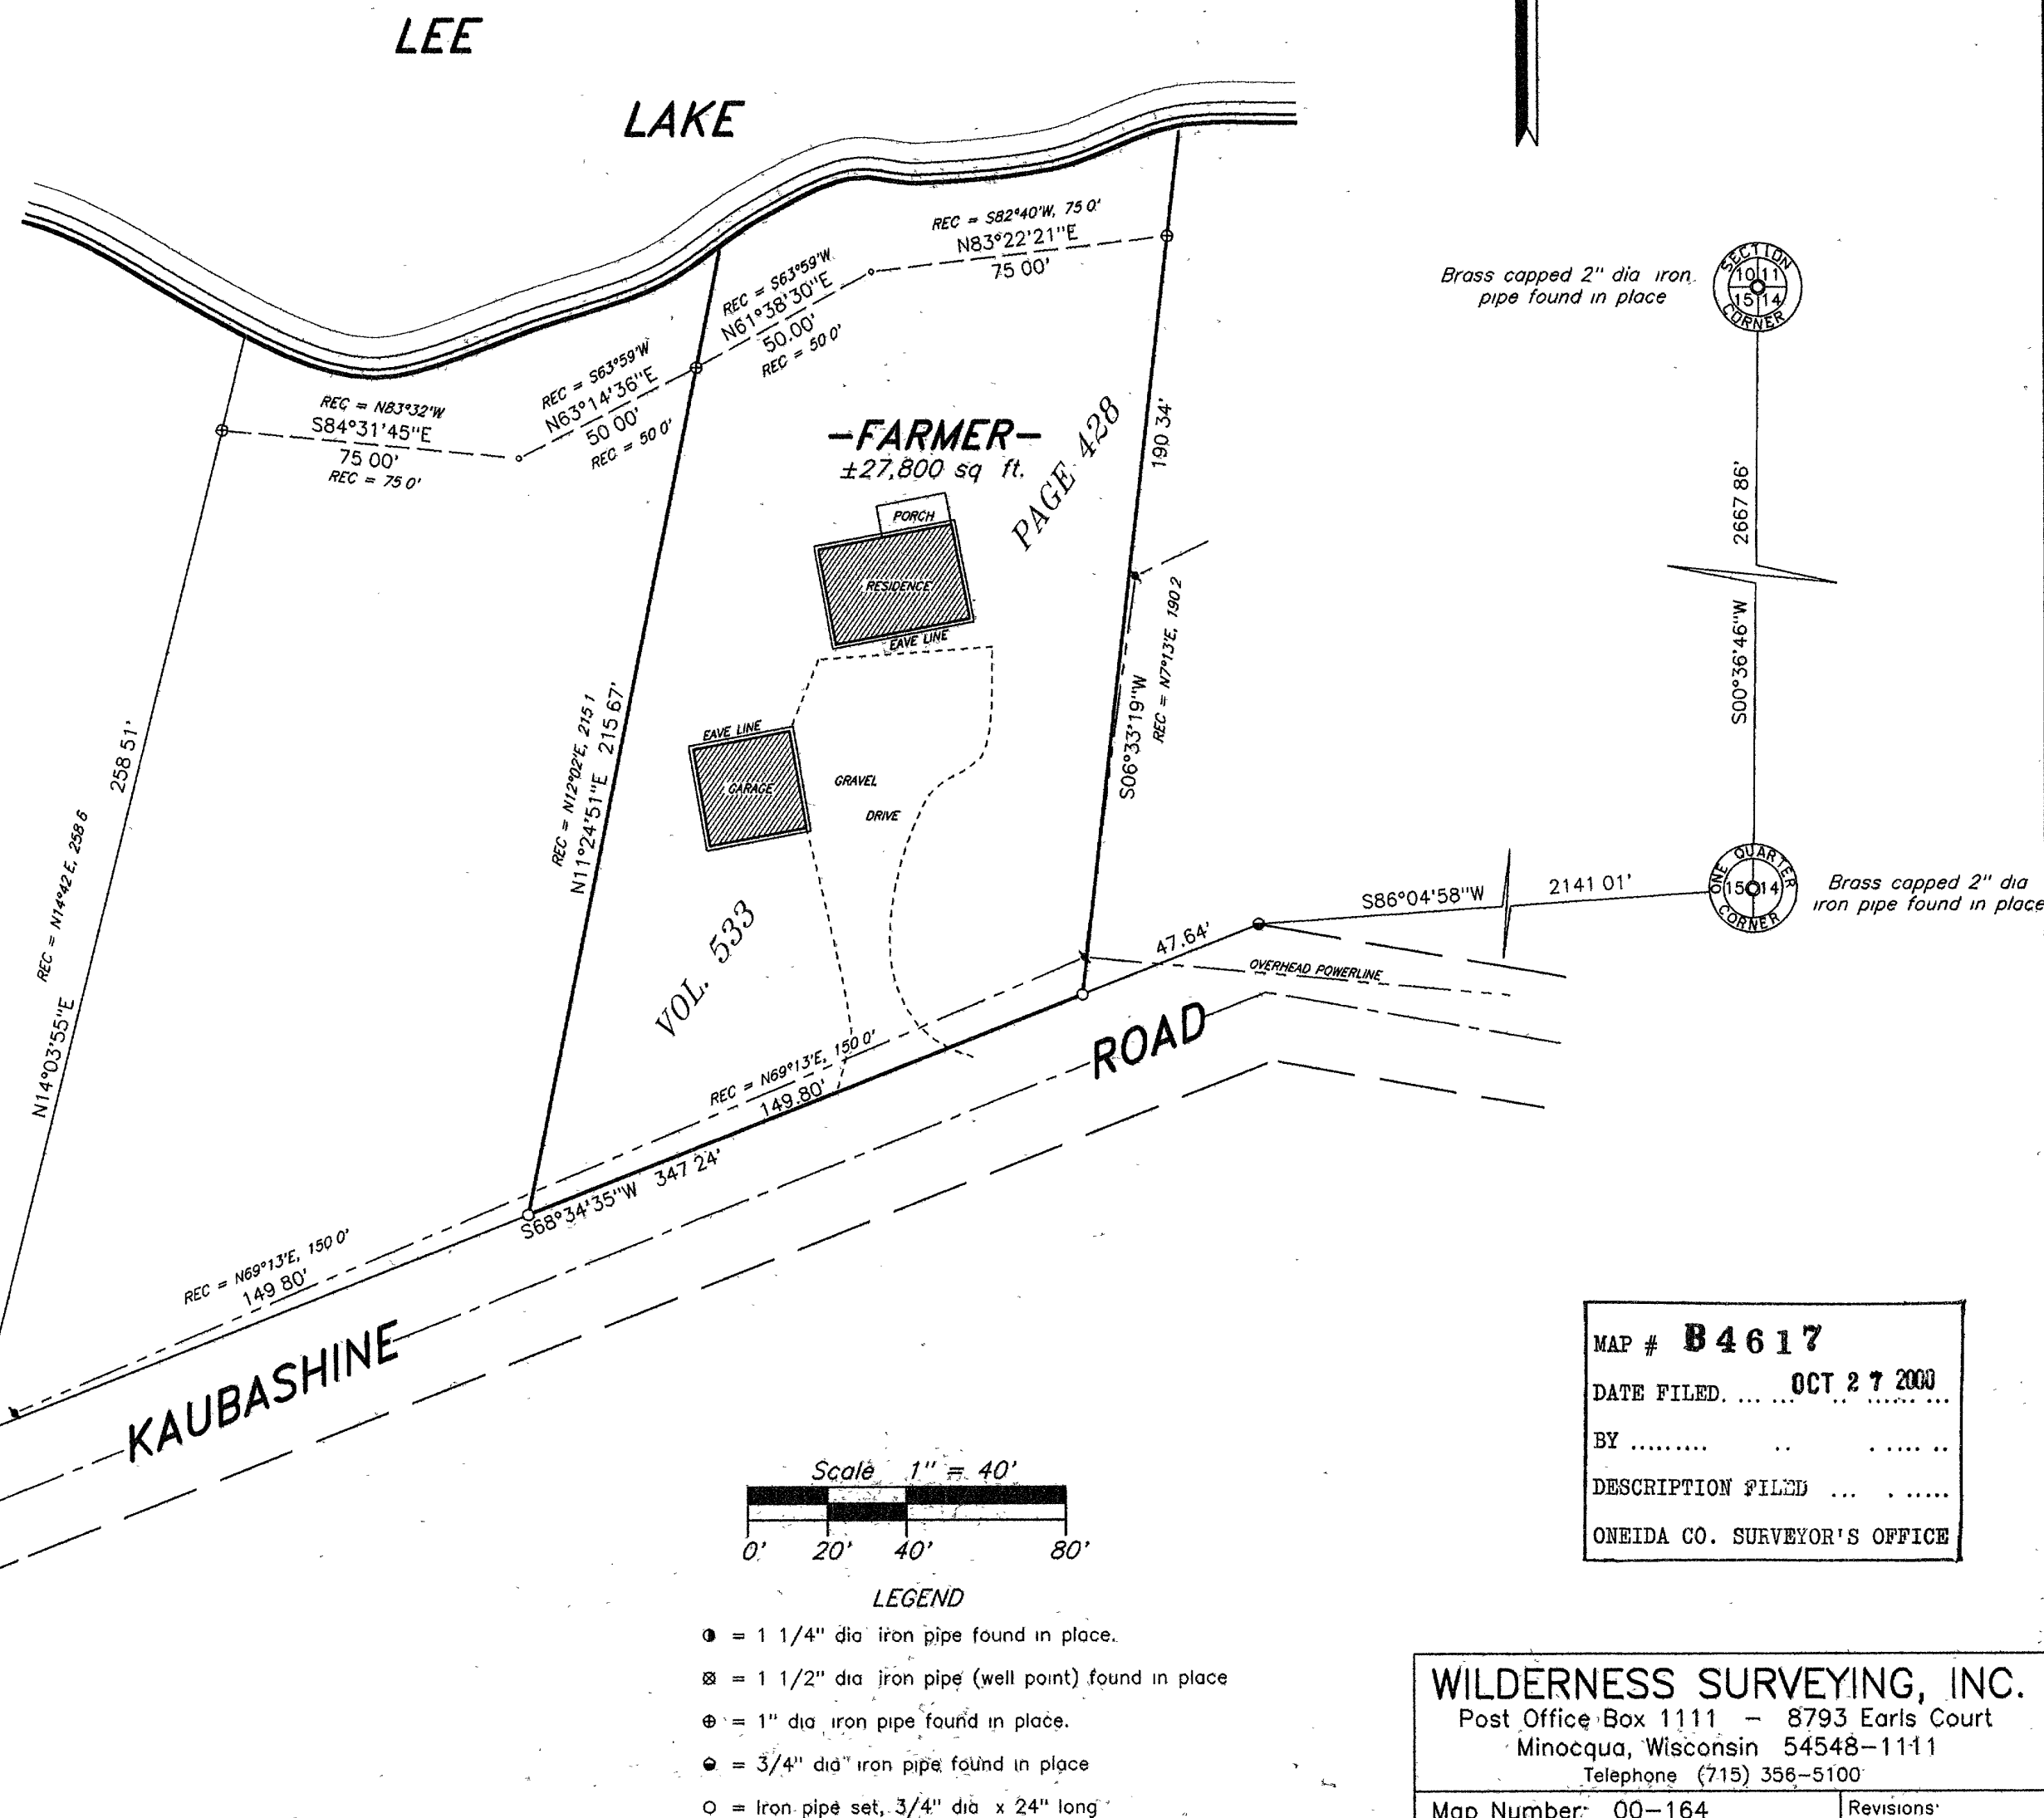 LEE
LAKE
REC = S82°40'W, 75 0'
N83°22'21"E
75 00'
REC = S63°59'W
N61°38'30"E
50.00'
REC = 50 0'
REC = S63°59'W
N63°14'36"E
50 00'
REC = 50 0'
REC = N83°32'W
S84°31'45"E
75 00'
REC = 75 0'
Brass capped 2" dia iron
pipe found in place
SECTION
10 11
15 14
CORNER
-FARMER-
±27,800 sq ft.
PAGE 428
190 34'
2667 86'
PORCH
RESIDENCE
EAVE LINE
REC = N7°13'E, 190 2
S06°33'19"W
S00°36'46"W
258 51'
REC = N14°42 E, 258 6
N14°03'55"E
REC = N12°02'E, 215 1
N11°24'51"E 215 67'
EAVE LINE
GARAGE
GRAVEL
DRIVE
VOL. 533
S86°04'58"W
2141 01'
ONE QUARTER
15 14
CORNER
Brass capped 2" dia
iron pipe found in place
47.64'
OVERHEAD POWERLINE
REC = N69°13'E, 150 0'
149.80'
S68°34'35"W 347 24'
REC = N69°13'E, 150 0'
149 80'
KAUBASHINE
ROAD
MAP # B4617
DATE FILED. ... ... OCT 27 2000
BY .........
DESCRIPTION FILED ... . .....
ONEIDA CO. SURVEYOR'S OFFICE
Scale 1" = 40'
0' 20' 40' 80'
LEGEND
= 1 1/4" dia iron pipe found in place.
= 1 1/2" dia iron pipe (well point) found in place
= 1" dia iron pipe found in place.
= 3/4" dia iron pipe found in place
= Iron pipe set, 3/4" dia x 24" long
WILDERNESS SURVEYING, INC.
Post Office Box 1111 - 8793 Earls Court
Minocqua, Wisconsin 54548-1111
Telephone (715) 356-5100
Map Number: 00-164
Revisions: